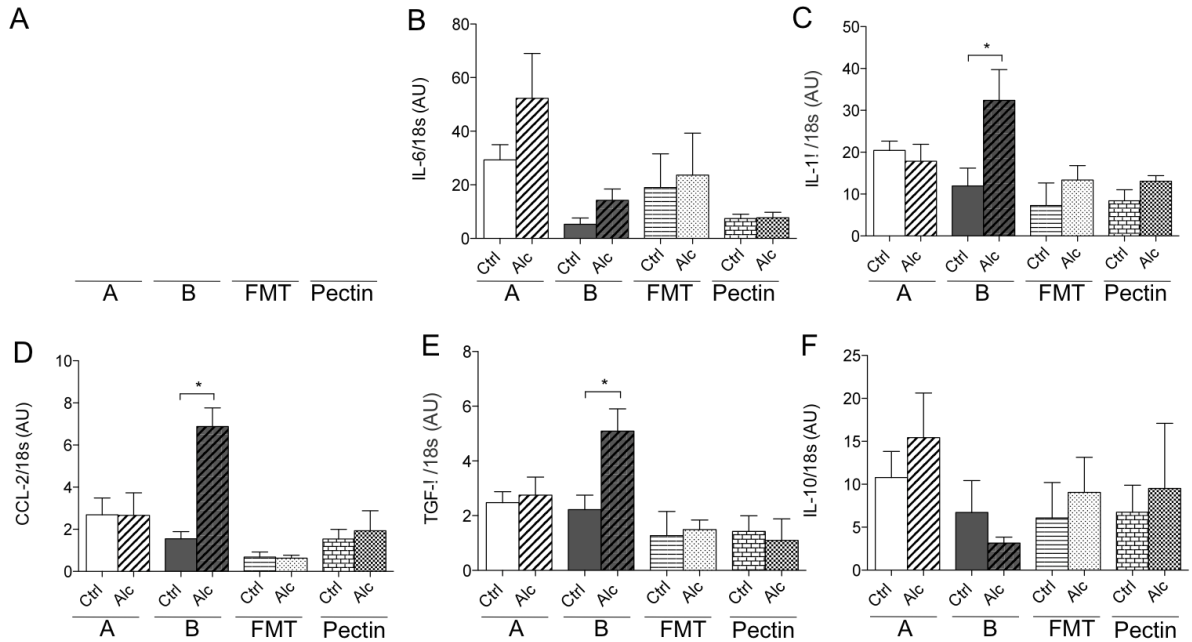 A
A B FMT Pectin
B
IL-6/18s (AU)
80
60
40
20
0
Ctrl Alc Ctrl Alc Ctrl Alc Ctrl Alc
A B FMT Pectin
C
IL-1! /18s (AU)
50
40
30
20
10
0
*
Ctrl Alc Ctrl Alc Ctrl Alc Ctrl Alc
A B FMT Pectin
D
CCL-2/18s (AU)
10
8
6
4
2
0
*
Ctrl Alc Ctrl Alc Ctrl Alc Ctrl Alc
A B FMT Pectin
E
TGF-! /18s (AU)
8
6
4
2
0
*
Ctrl Alc Ctrl Alc Ctrl Alc Ctrl Alc
A B FMT Pectin
F
IL-10/18s (AU)
25
20
15
10
5
0
Ctrl Alc Ctrl Alc Ctrl Alc Ctrl Alc
A B FMT Pectin